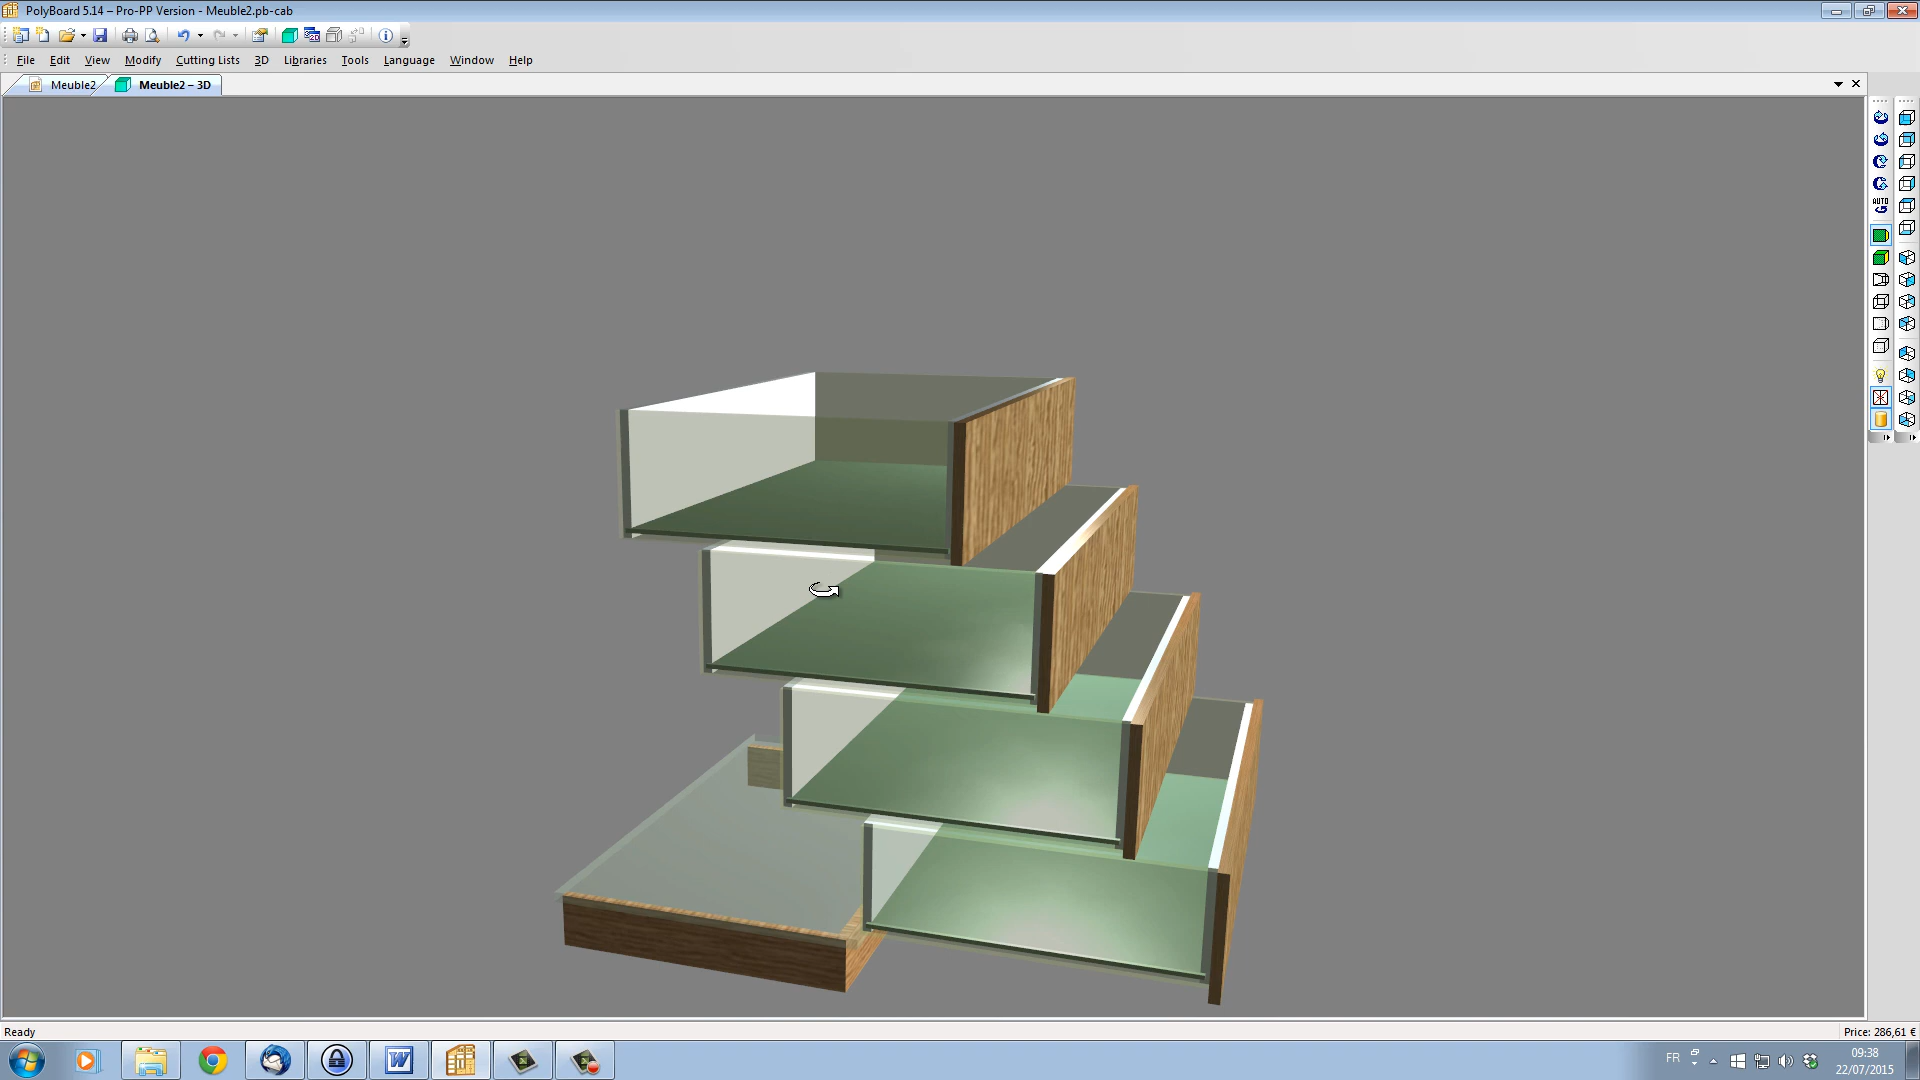 PolyBoard 5.14 – Pro-PP Version - Meuble2.pb-cab
File Edit View Modify Cutting Lists 3D Libraries Tools Language Window Help
Meuble2 Meuble2 – 3D
AUTO
Ready
Price: 286,61 €
FR
09:38
22/07/2015